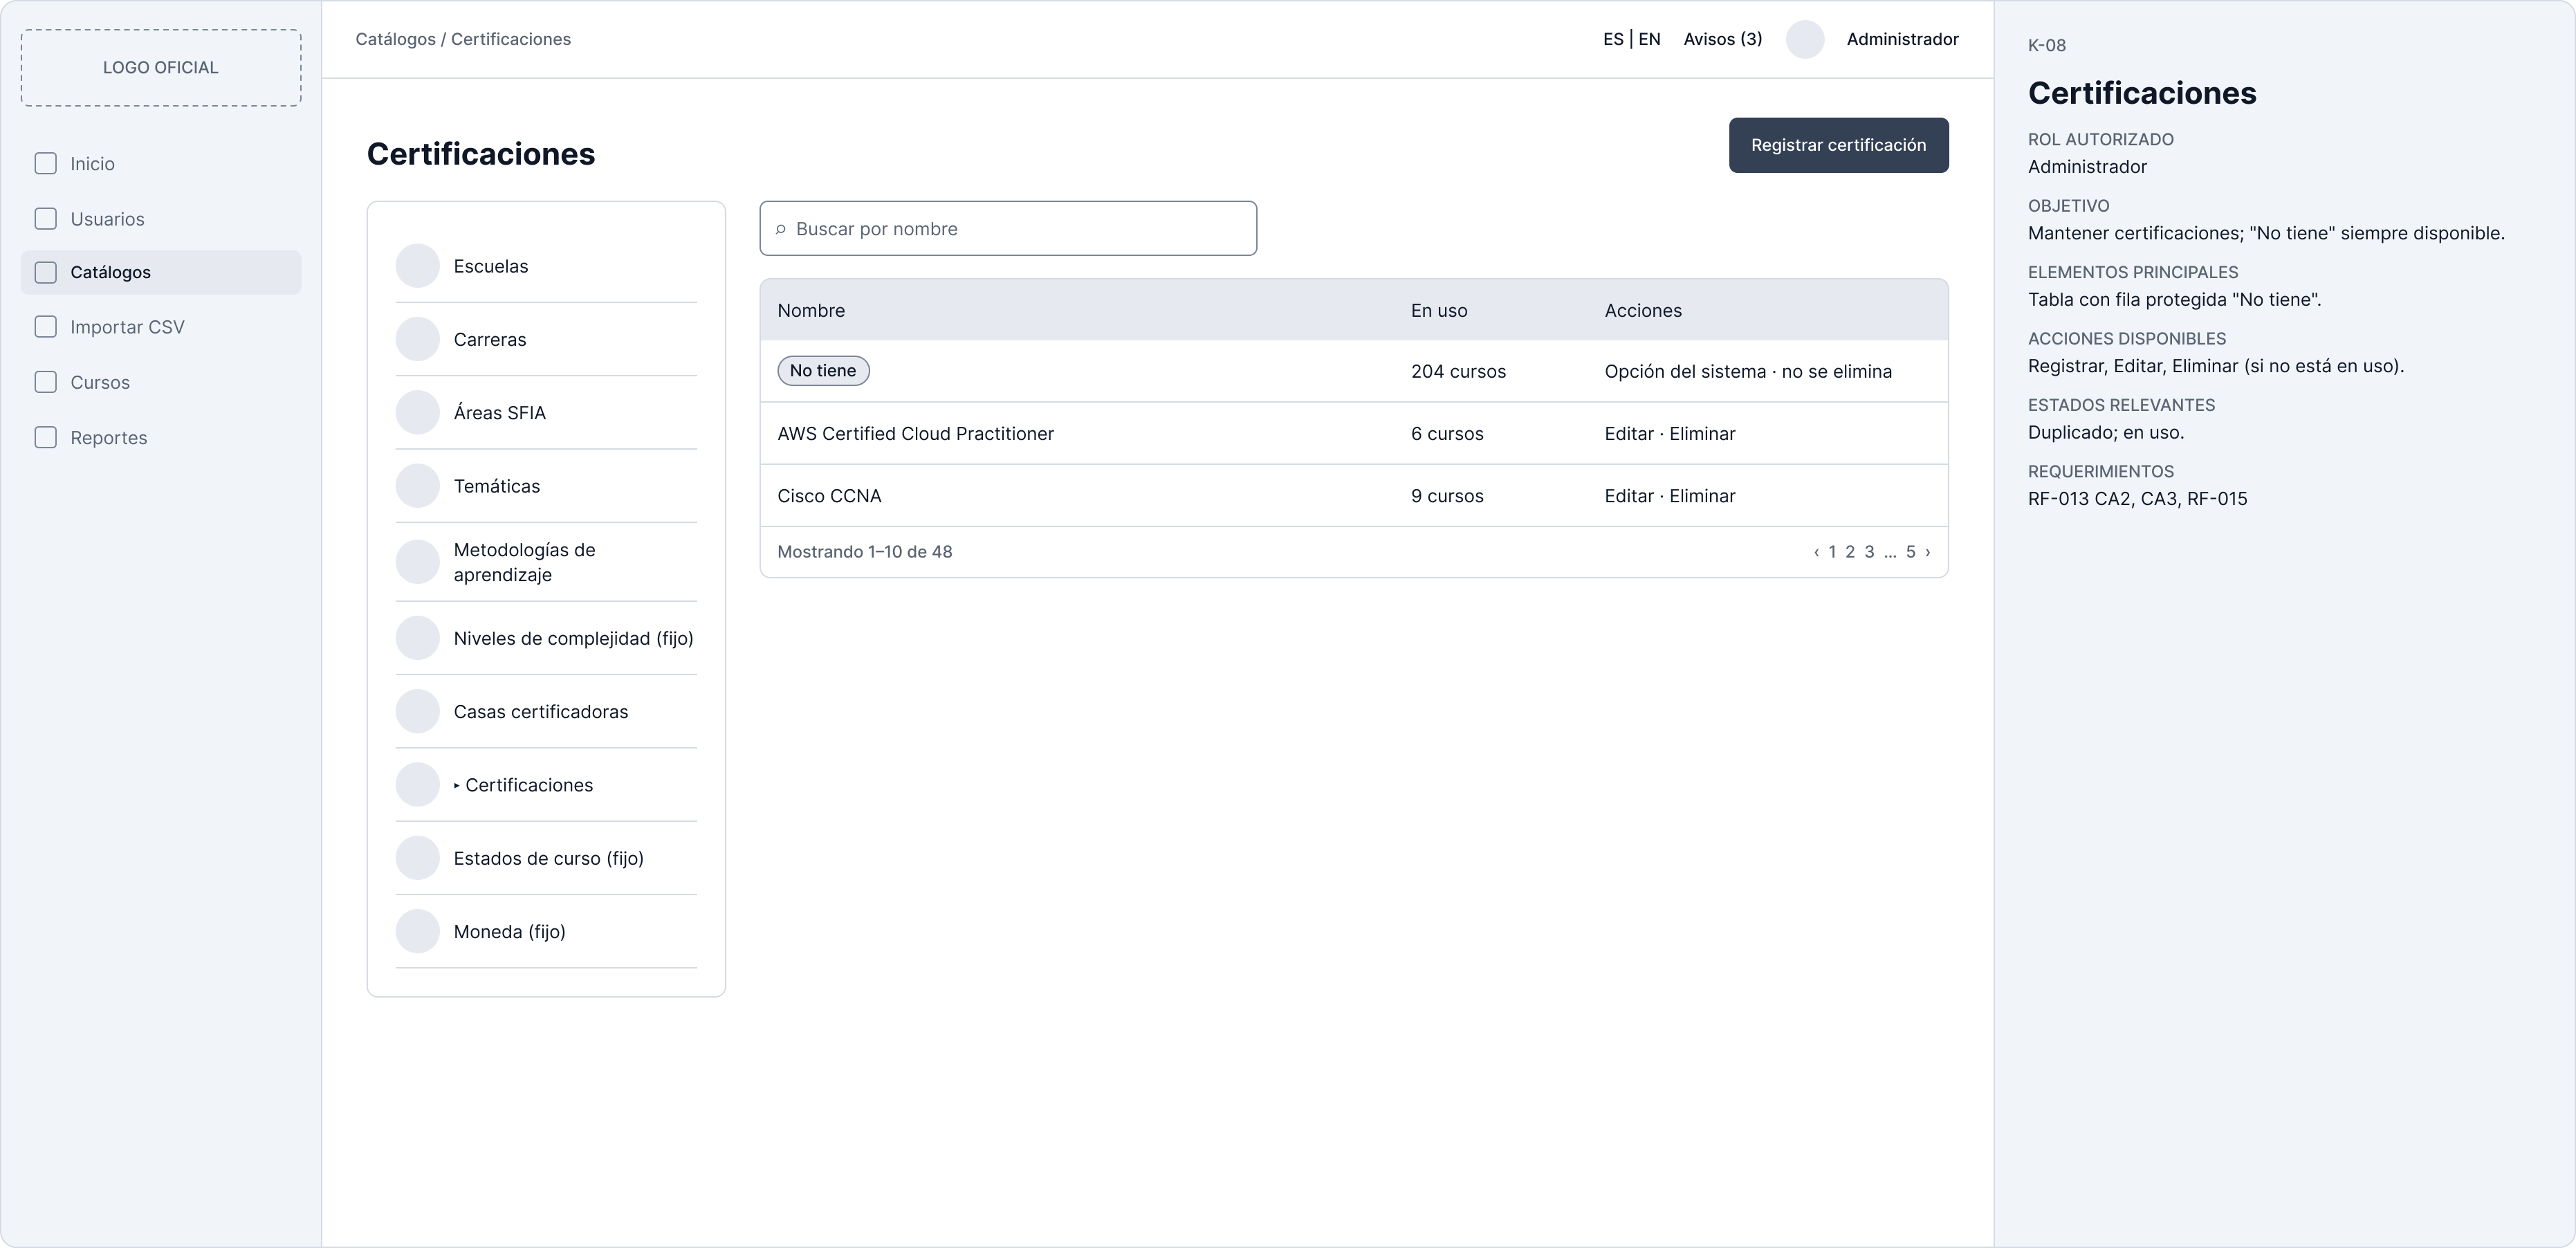 LOGO OFICIAL
Inicio
Usuarios
Catálogos
Importar CSV
Cursos
Reportes
Catálogos / Certificaciones
ES | EN
Avisos (3)
Administrador
Certificaciones
Registrar certificación
Escuelas
Carreras
Áreas SFIA
Temáticas
Metodologías de
aprendizaje
Niveles de complejidad (fijo)
Casas certificadoras
▸ Certificaciones
Estados de curso (fijo)
Moneda (fijo)
⌕ Buscar por nombre
Nombre En uso Acciones
No tiene 204 cursos Opción del sistema · no se elimina
AWS Certified Cloud Practitioner 6 cursos Editar · Eliminar
Cisco CCNA 9 cursos Editar · Eliminar
Mostrando 1–10 de 48 ‹ 1 2 3 … 5 ›
K-08
Certificaciones
ROL AUTORIZADO
Administrador
OBJETIVO
Mantener certificaciones; "No tiene" siempre disponible.
ELEMENTOS PRINCIPALES
Tabla con fila protegida "No tiene".
ACCIONES DISPONIBLES
Registrar, Editar, Eliminar (si no está en uso).
ESTADOS RELEVANTES
Duplicado; en uso.
REQUERIMIENTOS
RF-013 CA2, CA3, RF-015